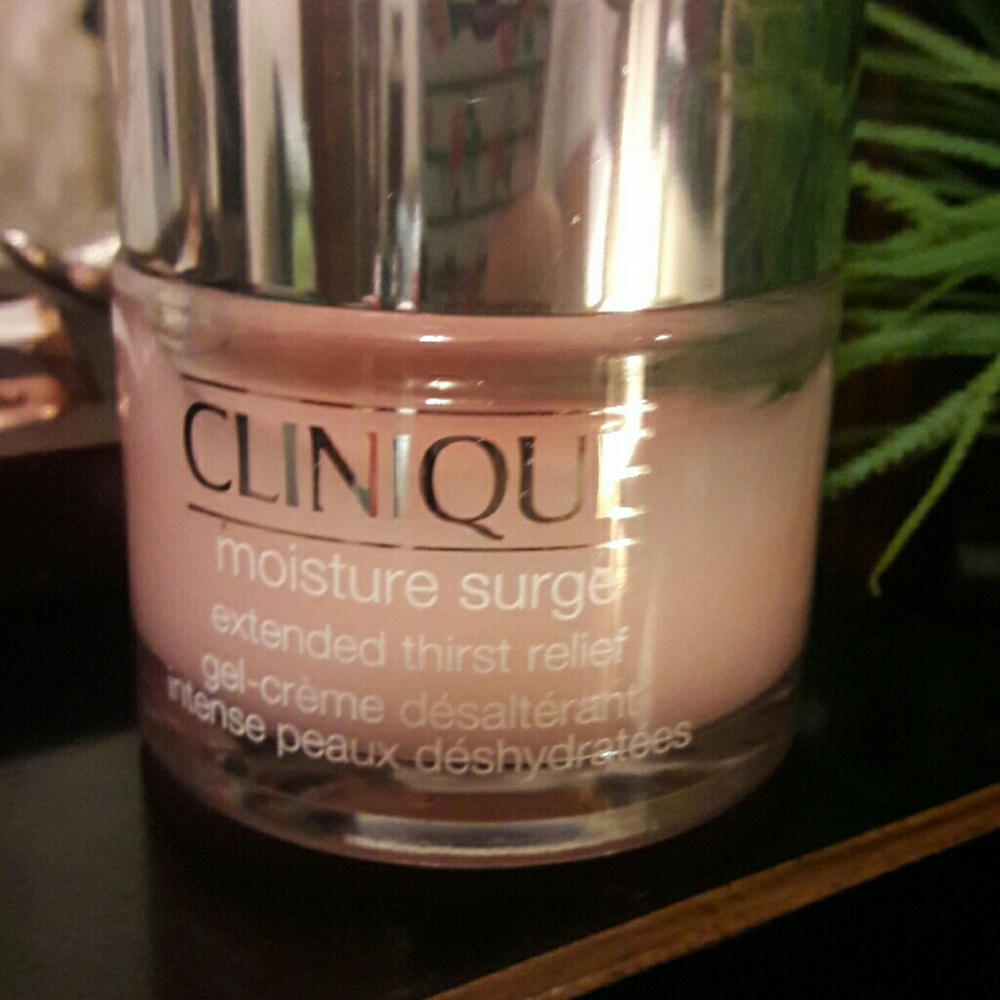 CLINIQUE
moisture surge
extended thirst relief
gel-crème désaltérant
intense peaux déshydratées